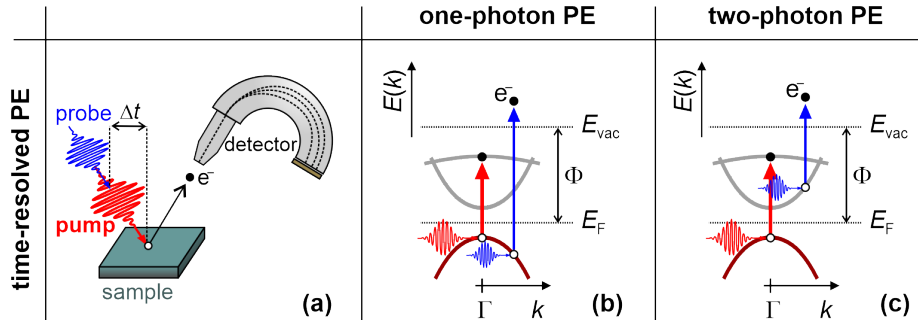 one-photon PE
two-photon PE
time-resolved PE
probe
Δt
detector
e⁻
pump
sample
(a)
E(k)
e⁻
E_vac
Φ
E_F
Γ
k
(b)
E(k)
e⁻
E_vac
Φ
E_F
Γ
k
(c)